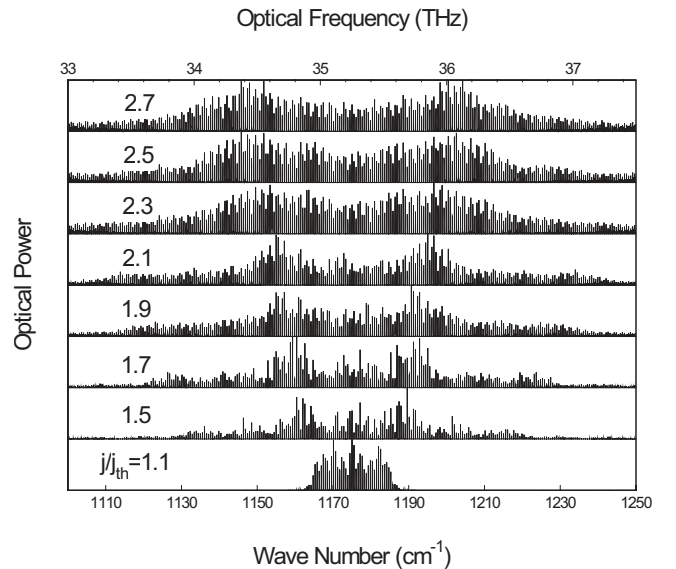 Optical Frequency (THz)
33 34 35 36 37
2.7
2.5
2.3
2.1
1.9
1.7
1.5
j/jth=1.1
Optical Power
1110 1130 1150 1170 1190 1210 1230 1250
Wave Number (cm-1)